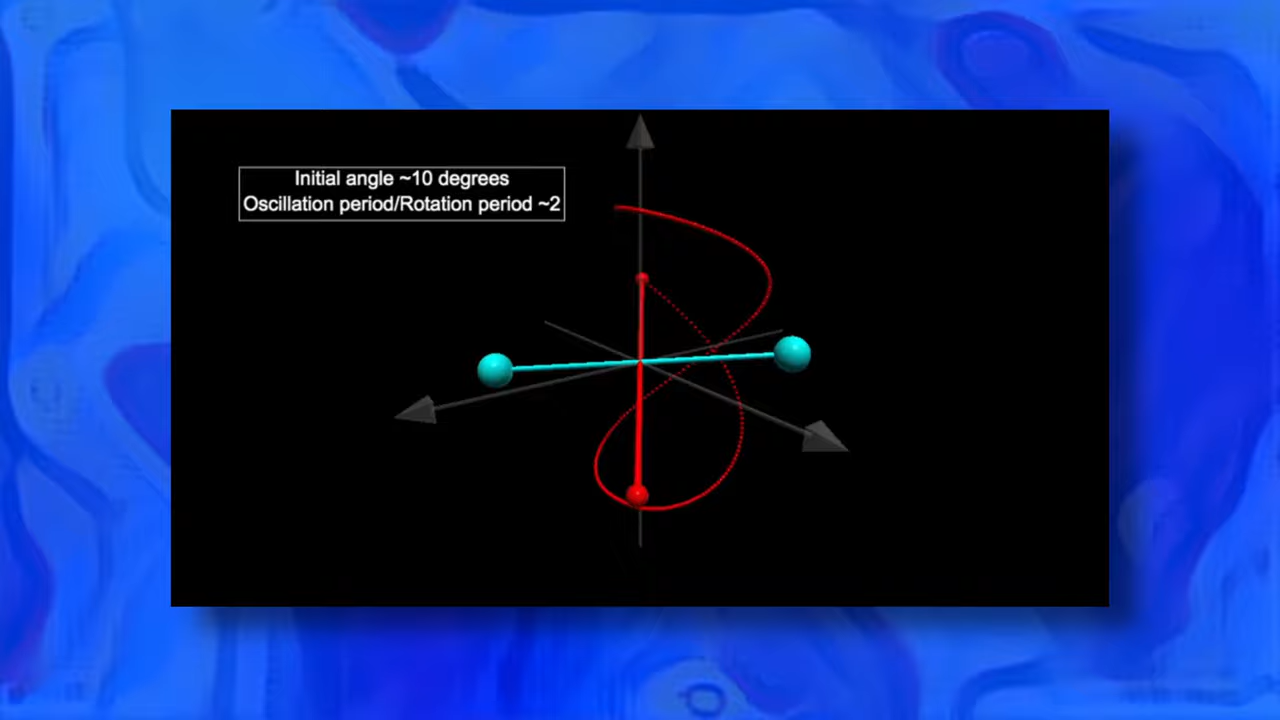 Initial angle ~10 degrees
Oscillation period/Rotation period ~2